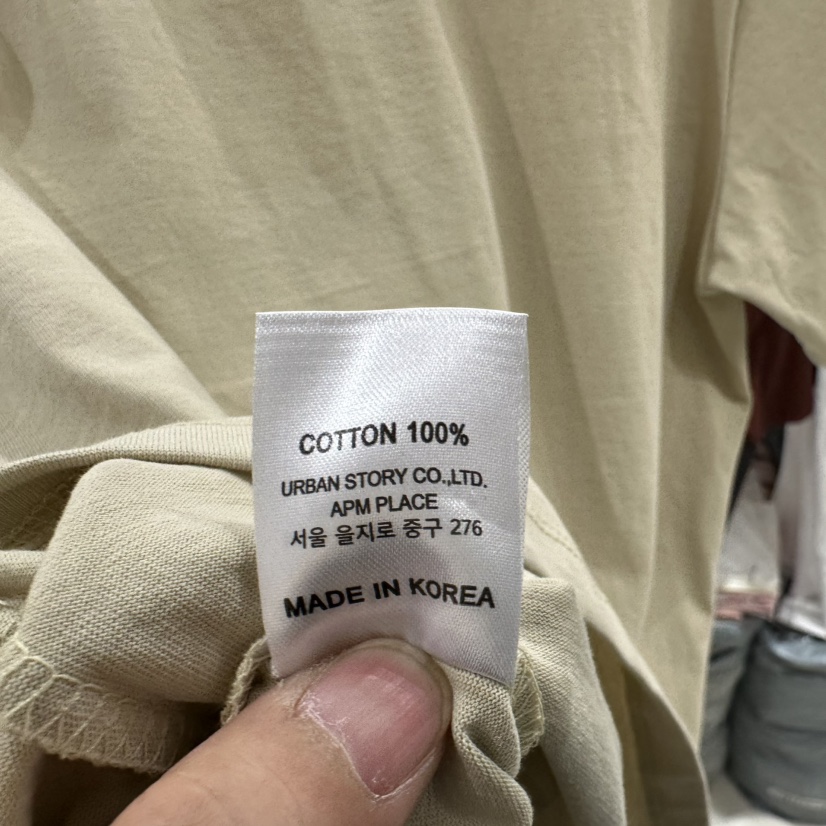 COTTON 100%
URBAN STORY CO.,LTD.
APM PLACE
서울 을지로 중구 276
MADE IN KOREA